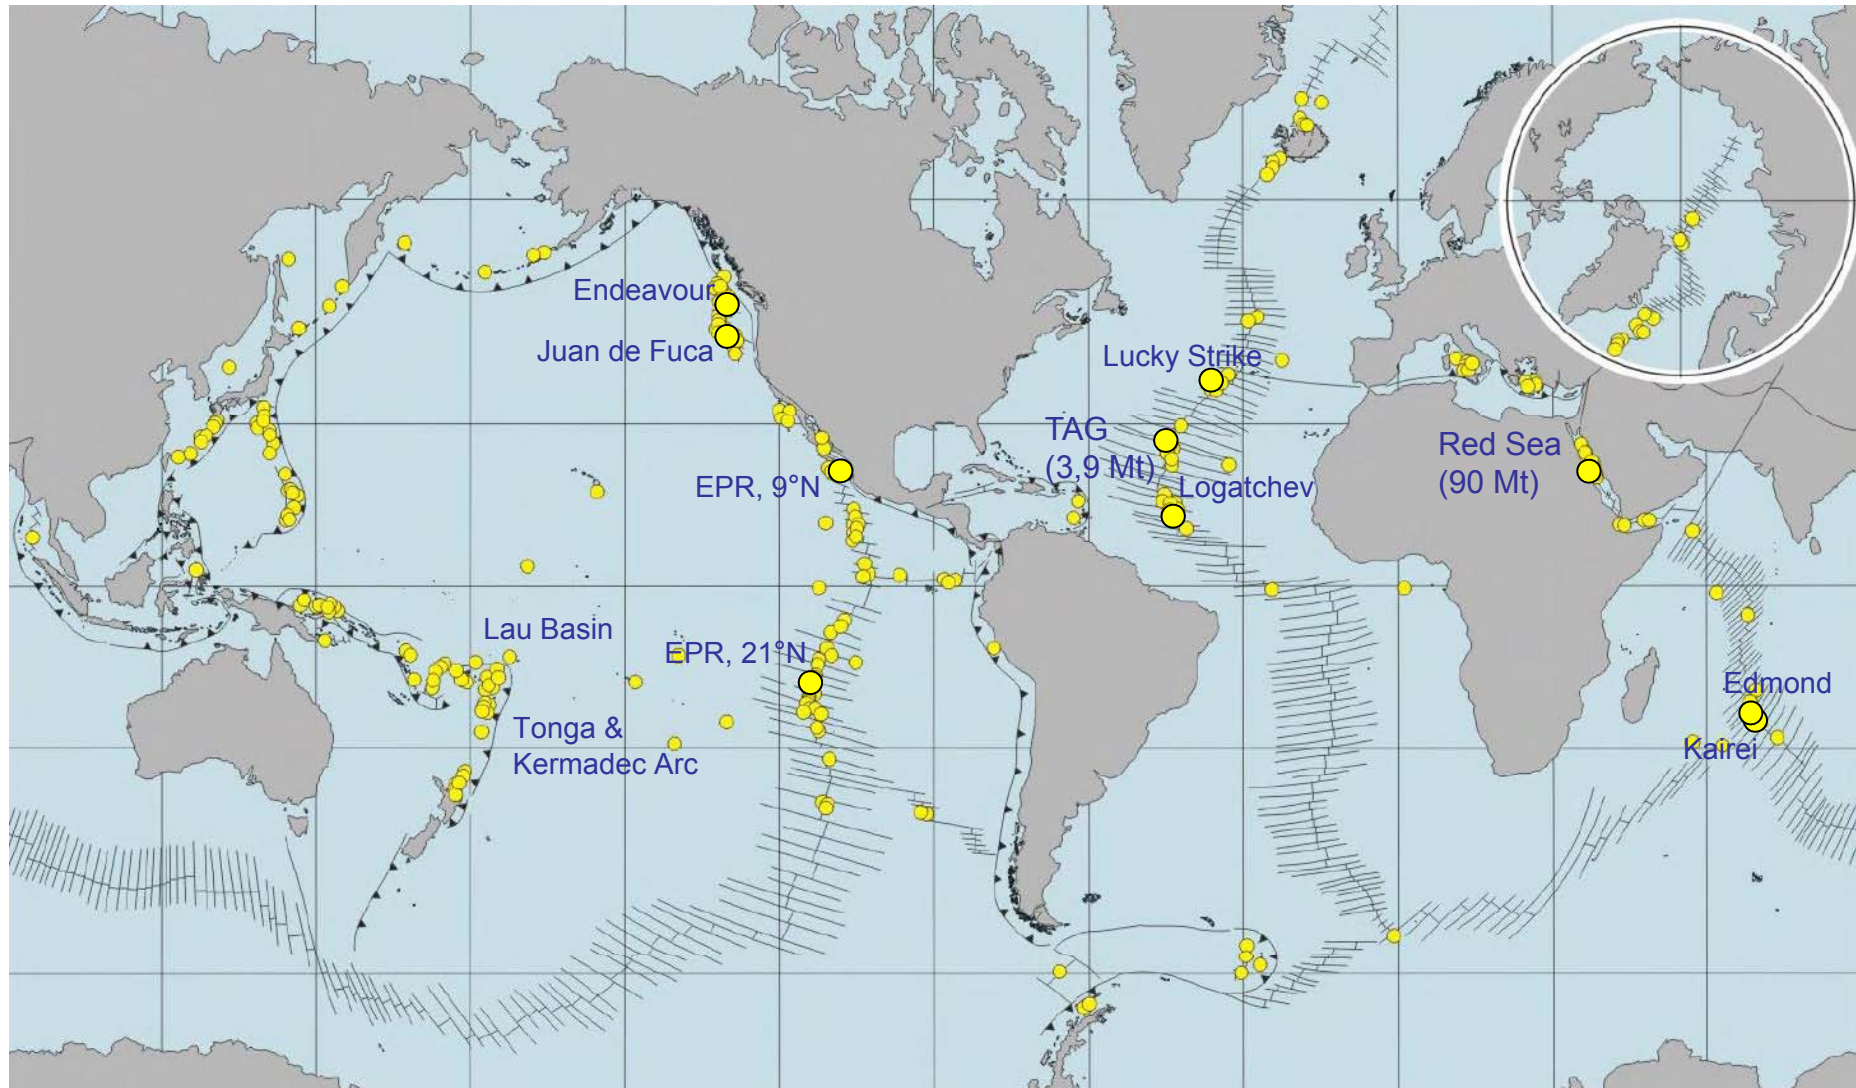 Endeavour
Juan de Fuca
Lucky Strike
TAG
(3,9 Mt)
Red Sea
(90 Mt)
EPR, 9°N
Logatchev
Lau Basin
EPR, 21°N
Edmond
Tonga &
Kermadec Arc
Kairei